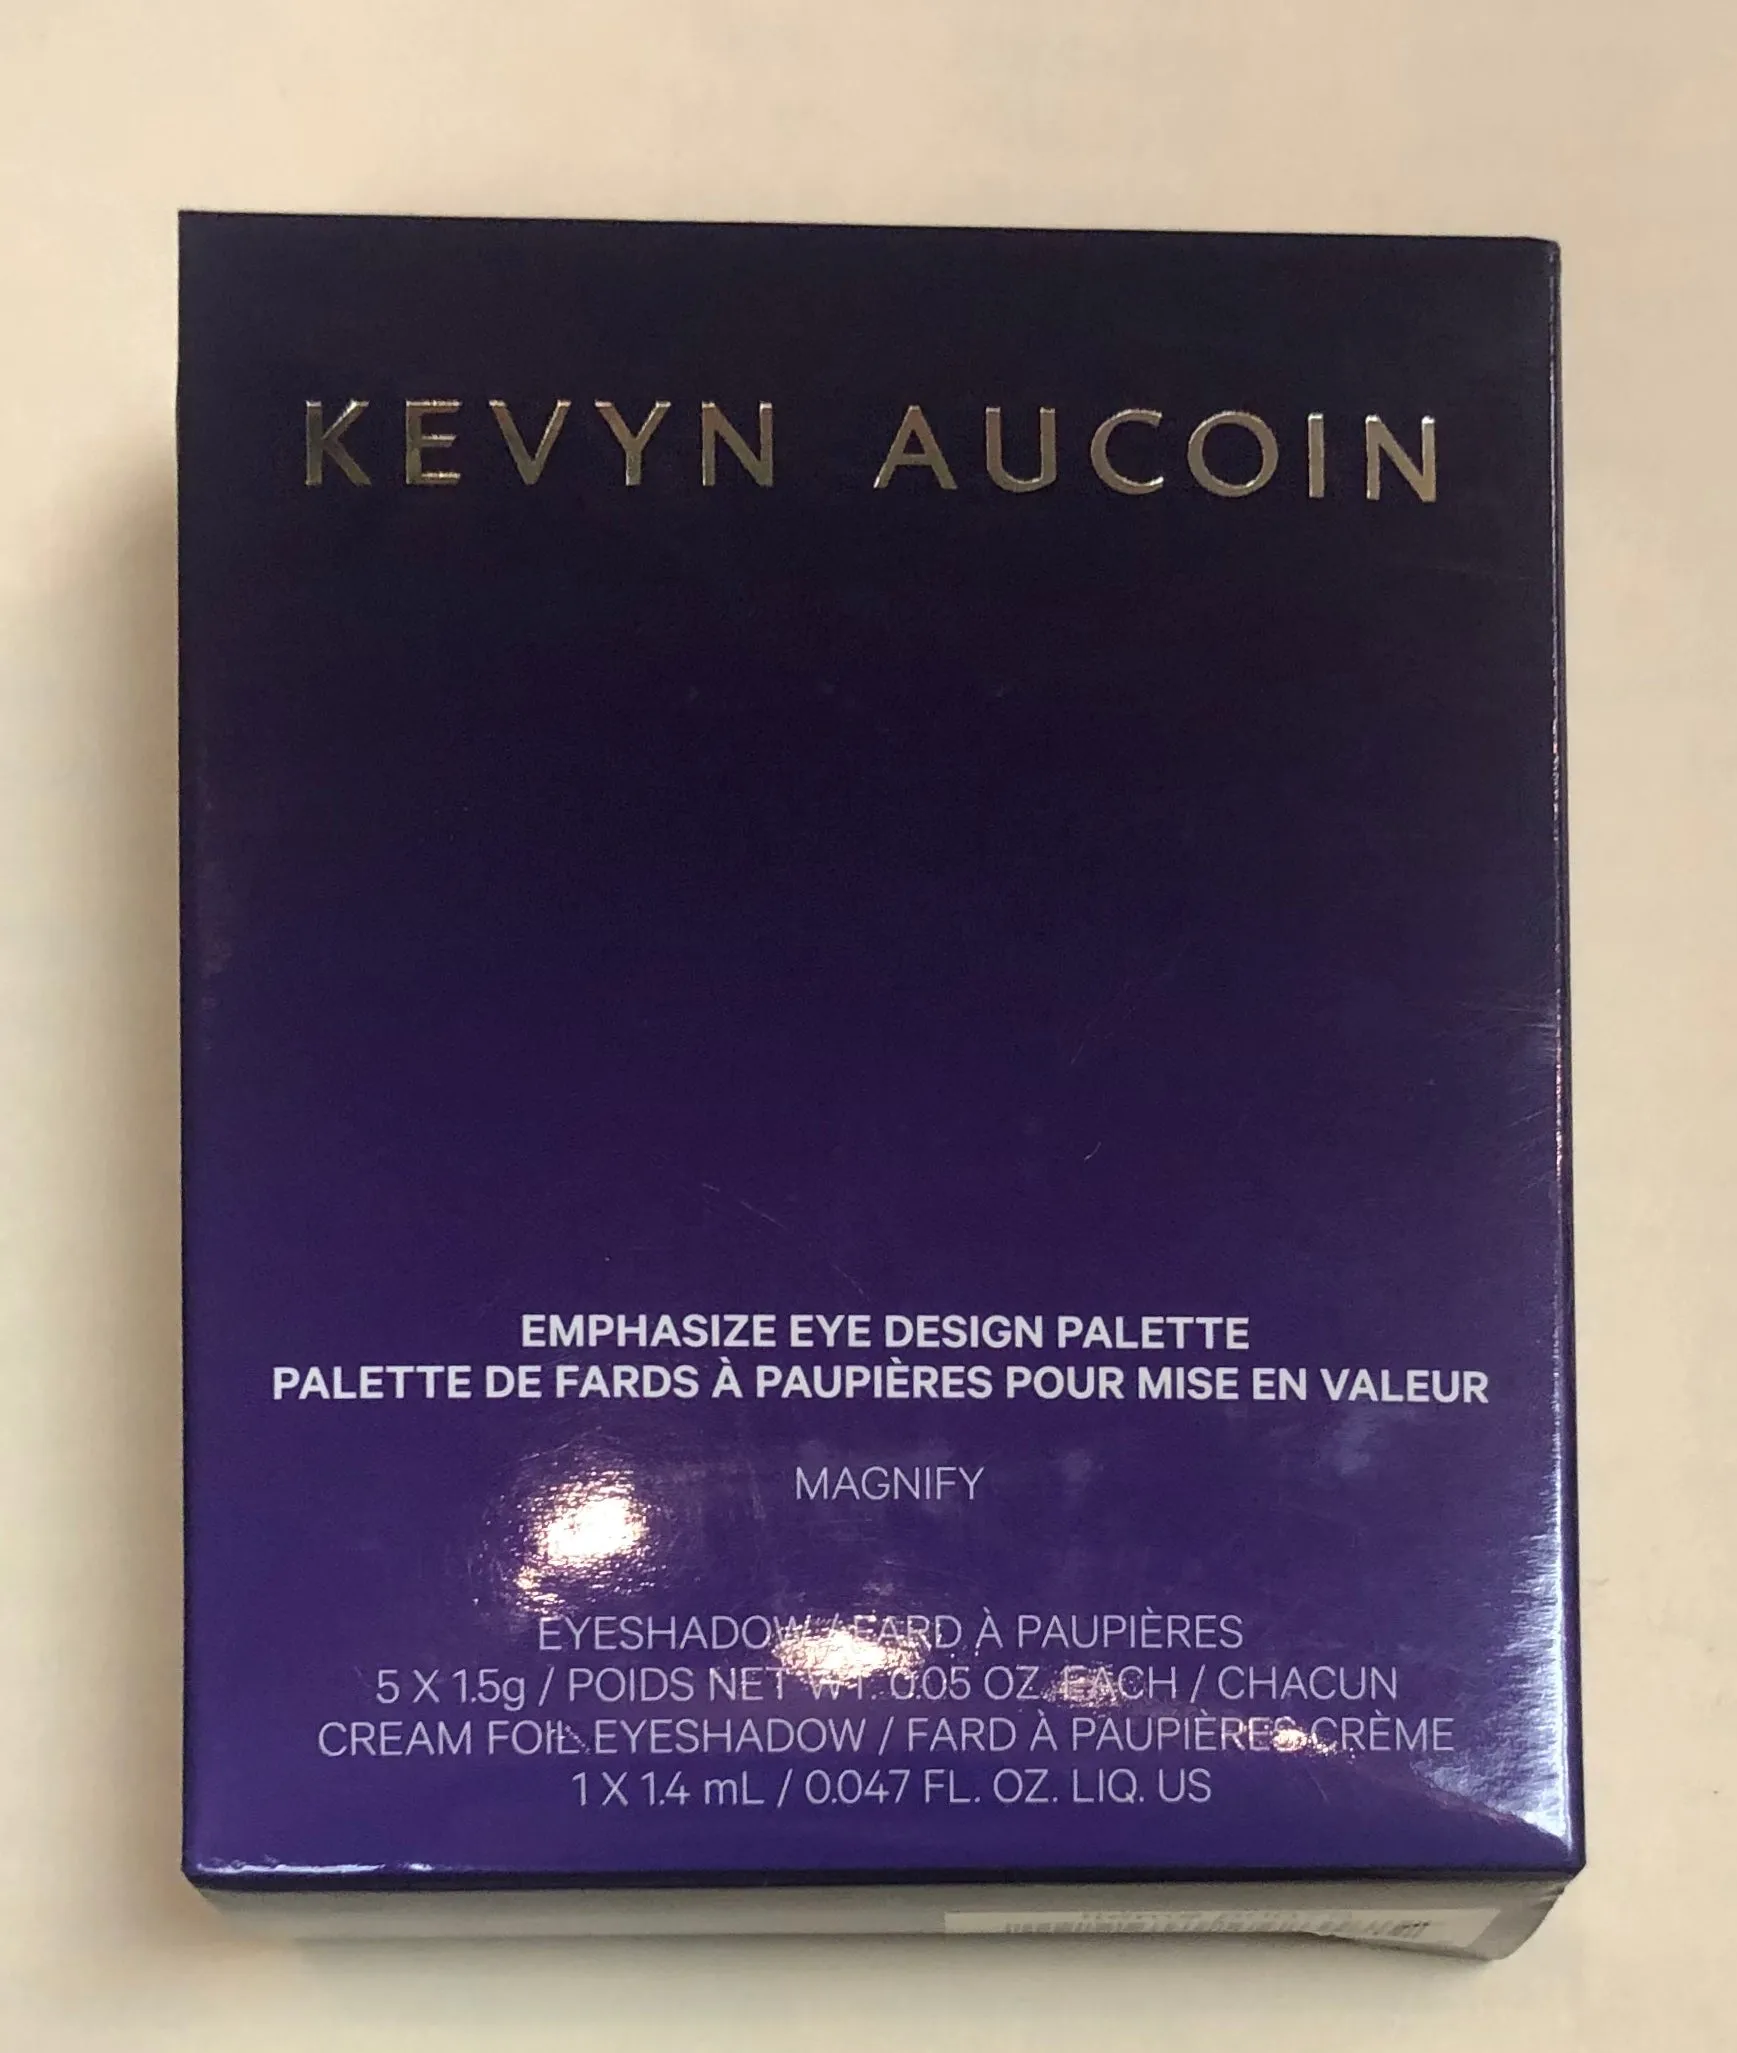 KEVYN AUCOIN
EMPHASIZE EYE DESIGN PALETTE
PALETTE DE FARDS À PAUPIÈRES POUR MISE EN VALEUR
MAGNIFY
EYESHADOW / FARD À PAUPIÈRES
5 X 1.5g / POIDS NET WT. 0.05 OZ. EACH / CHACUN
CREAM FOIL EYESHADOW / FARD À PAUPIÈRES CRÈME
1 X 1.4 mL / 0.047 FL. OZ. LIQ. US